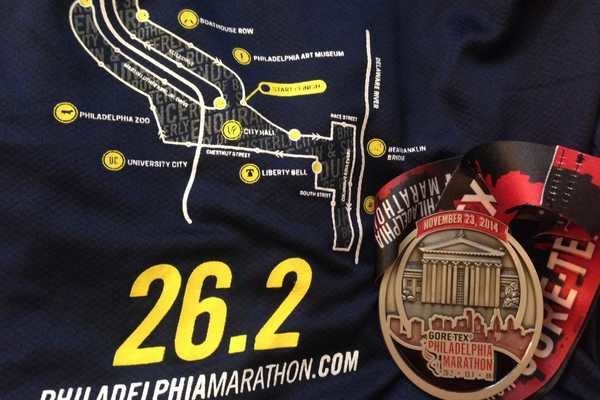 BOATHOUSE ROW
PHILADELPHIA ART MUSEUM
START / FINISH
DELAWARE RIVER
PHILADELPHIA ZOO
CITY HALL
RACE STREET
BEN FRANKLIN
BRIDGE
UC
UNIVERSITY CITY
CHESTNUT STREET
LIBERTY BELL
SOUTH STREET
26.2
PHILADELPHIAMARATHON.COM
PHILADELPHIA
MARATHON
GORE-TEX
NOVEMBER 23, 2014
GORE-TEX
PHILADELPHIA
MARATHON